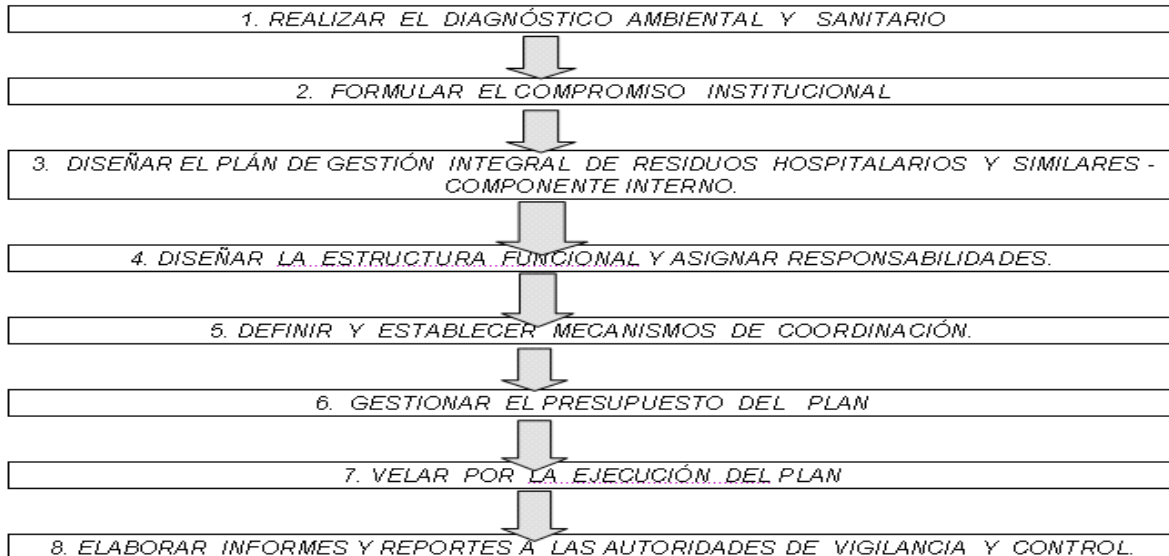 1. REALIZAR EL DIAGNÓSTICO AMBIENTAL Y SANITARIO
2. FORMULAR EL COMPROMISO INSTITUCIONAL
3. DISEÑAR EL PLÁN DE GESTIÓN INTEGRAL DE RESIDUOS HOSPITALARIOS Y SIMILARES -
COMPONENTE INTERNO.
4. DISEÑAR LA ESTRUCTURA FUNCIONAL Y ASIGNAR RESPONSABILIDADES.
5. DEFINIR Y ESTABLECER MECANISMOS DE COORDINACIÓN.
6. GESTIONAR EL PRESUPUESTO DEL PLAN
7. VELAR POR LA EJECUCIÓN DEL PLAN
8. ELABORAR INFORMES Y REPORTES A LAS AUTORIDADES DE VIGILANCIA Y CONTROL.